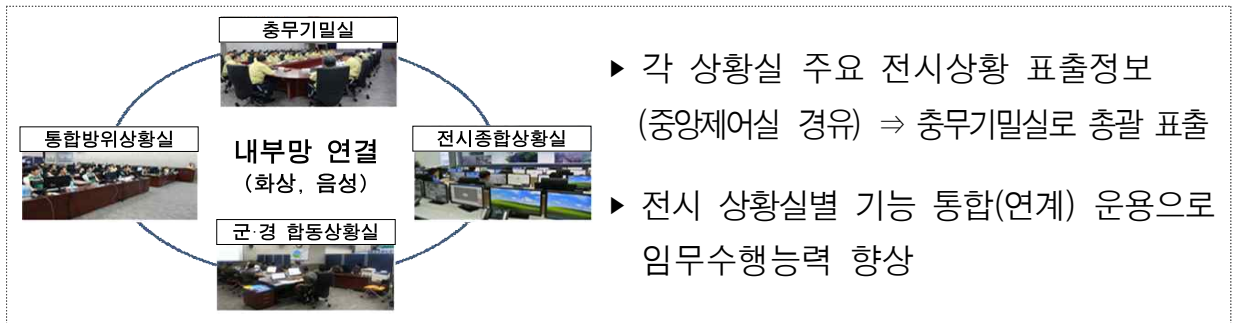 충무기밀실
통합방위상황실
내부망 연결
(화상, 음성)
전시종합상황실
군·경 합동상황실
▶ 각 상황실 주요 전시상황 표출정보
(중앙제어실 경유) ⇒ 충무기밀실로 총괄 표출
▶ 전시 상황실별 기능 통합(연계) 운용으로
임무수행능력 향상